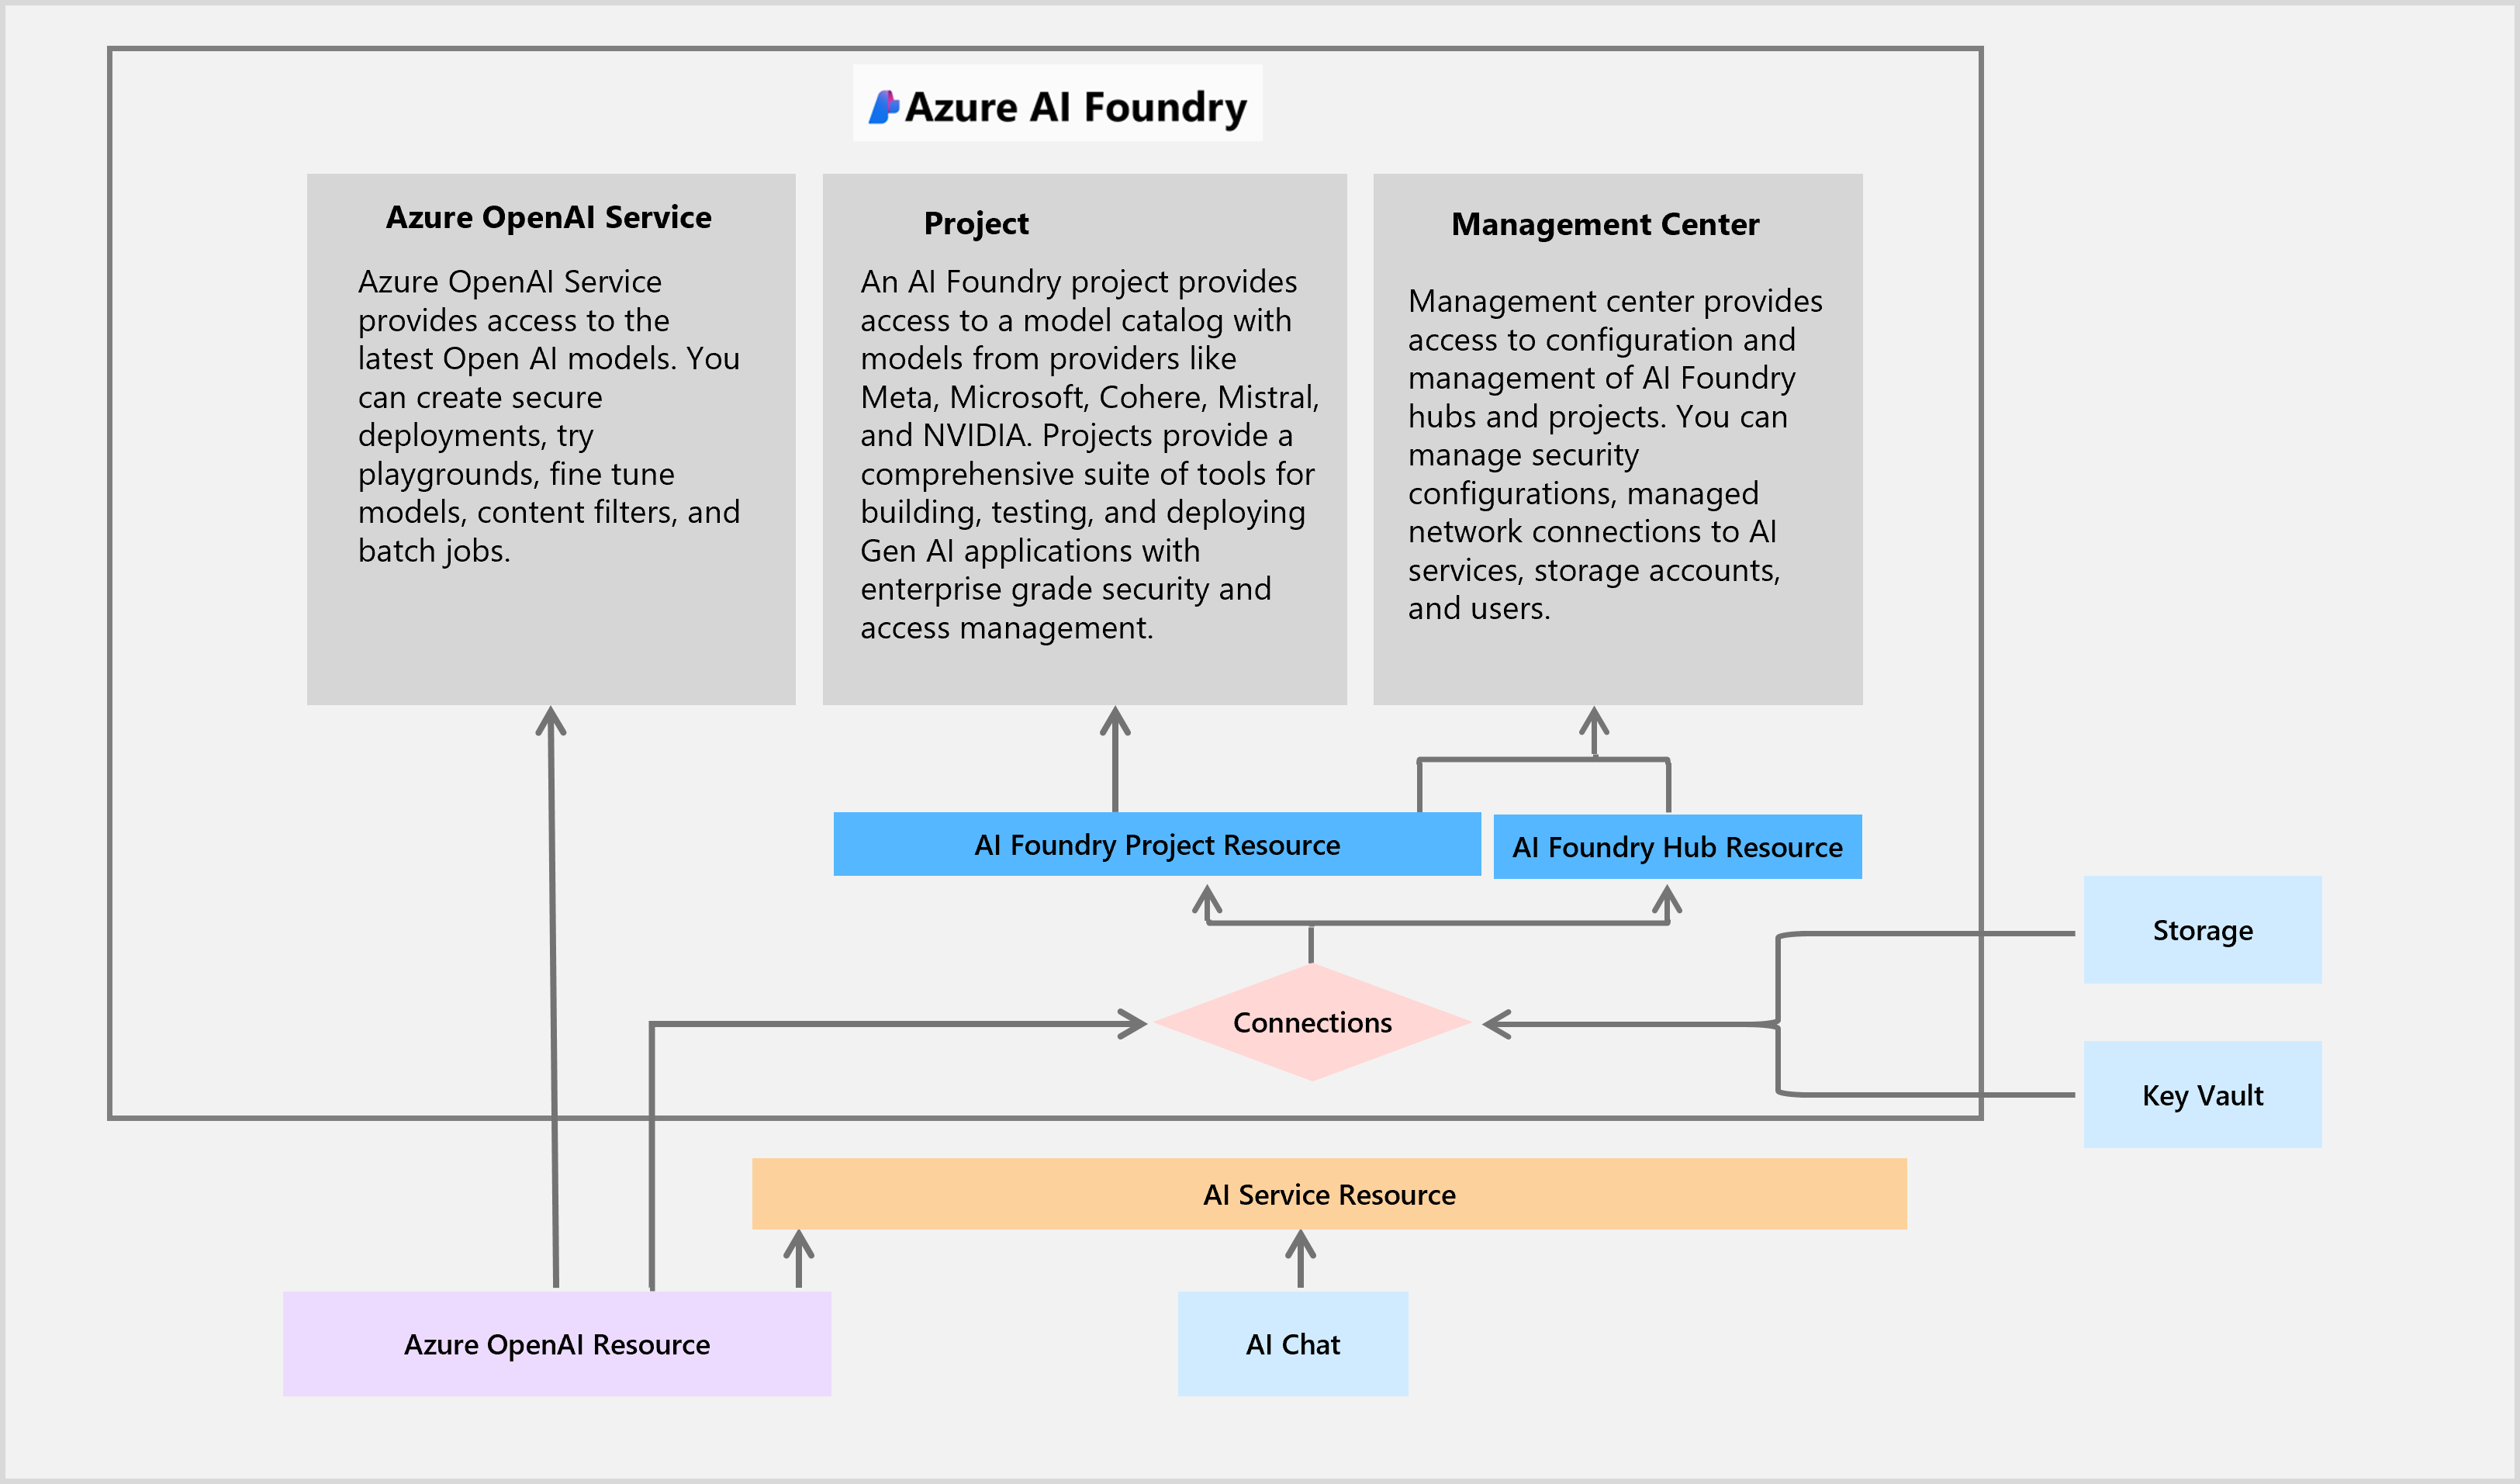 Azure AI Foundry
Azure OpenAI Service
Azure OpenAI Service
provides access to the
latest Open AI models. You
can create secure
deployments, try
playgrounds, fine tune
models, content filters, and
batch jobs.
Project
An AI Foundry project provides
access to a model catalog with
models from providers like
Meta, Microsoft, Cohere, Mistral,
and NVIDIA. Projects provide a
comprehensive suite of tools for
building, testing, and deploying
Gen AI applications with
enterprise grade security and
access management.
Management Center
Management center provides
access to configuration and
management of AI Foundry
hubs and projects. You can
manage security
configurations, managed
network connections to AI
services, storage accounts,
and users.
AI Foundry Project Resource
AI Foundry Hub Resource
Storage
Connections
Key Vault
AI Service Resource
Azure OpenAI Resource
AI Chat